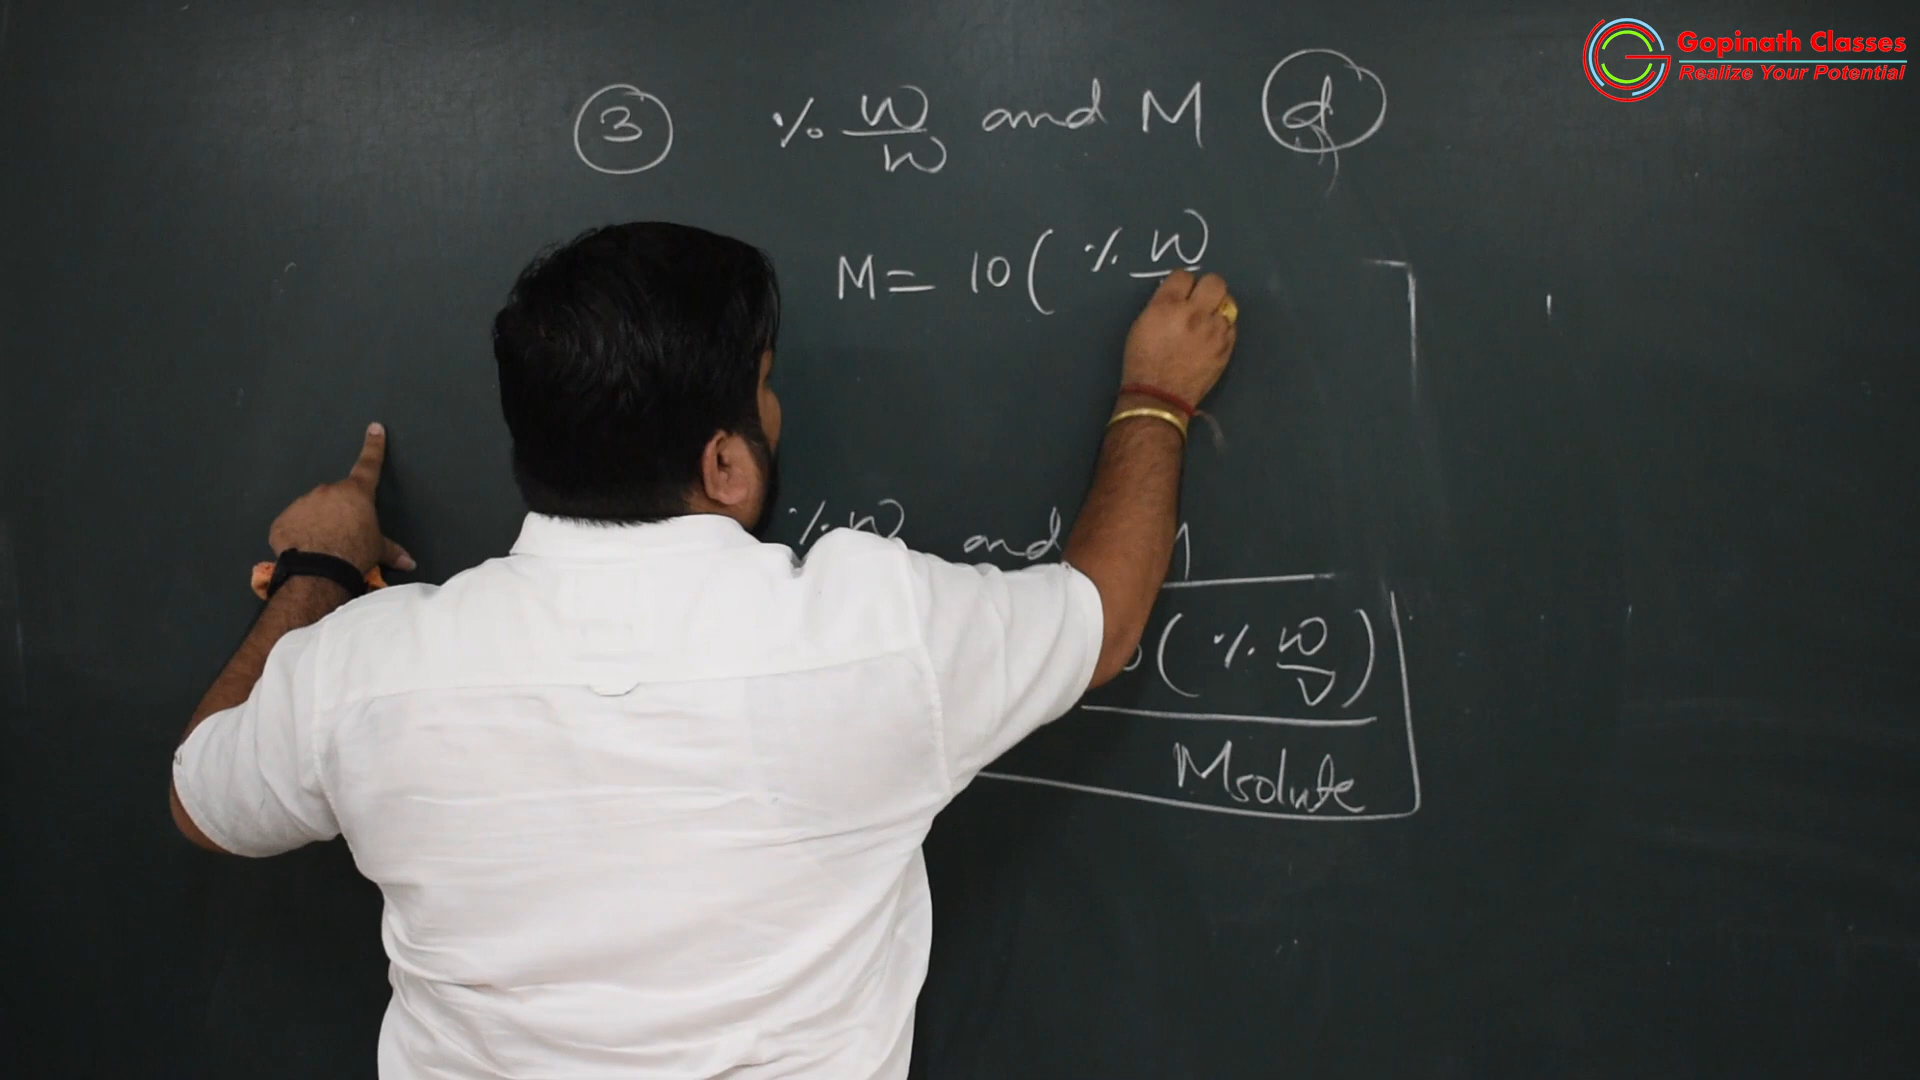 Gopinath Classes
Realize Your Potential
3 % W/W and M d
M = 10 ( % W
% W and
( % W/V )
Msolute